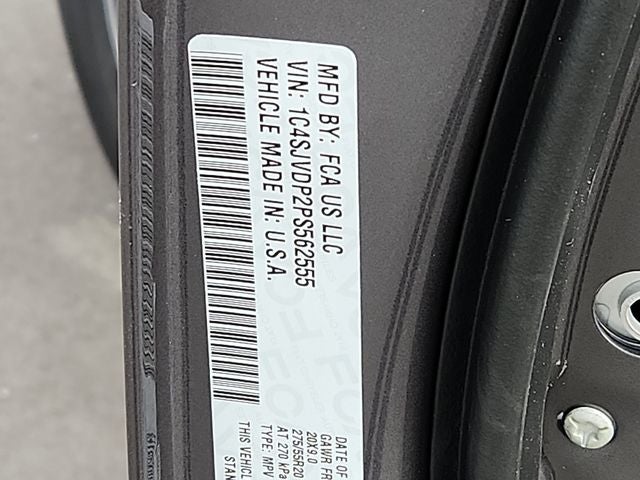 MFD BY: FCA US LLC
VIN: 1C4SJVDP2PS562555
VEHICLE MADE IN: U.S.A.
DATE OF
GAWR FR
20X9.0
275/55R20
AT 270 kPa
TYPE: MPV
THIS VEHICL
STAN